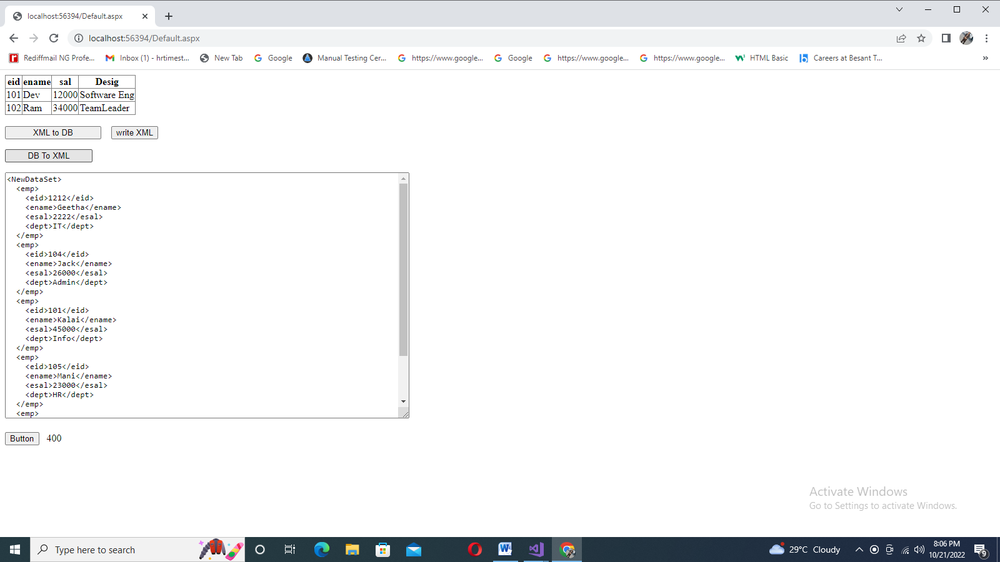 localhost:56394/Default.aspx
localhost:56394/Default.aspx
Rediffmail NG Profe... Inbox (1) - hrtimest... New Tab Google Manual Testing Cer... https://www.google... Google https://www.google... https://www.google... HTML Basic Careers at Besant T... »
eid ename sal Desig
101 Dev 12000 Software Eng
102 Ram 34000 TeamLeader
XML to DB write XML
DB To XML
<NewDataSet>
  <emp>
    <eid>1212</eid>
    <ename>Geetha</ename>
    <esal>2222</esal>
    <dept>IT</dept>
  </emp>
  <emp>
    <eid>104</eid>
    <ename>Jack</ename>
    <esal>26000</esal>
    <dept>Admin</dept>
  </emp>
  <emp>
    <eid>101</eid>
    <ename>Kalai</ename>
    <esal>45000</esal>
    <dept>Info</dept>
  </emp>
  <emp>
    <eid>105</eid>
    <ename>Mani</ename>
    <esal>23000</esal>
    <dept>HR</dept>
  </emp>
  <emp>
Button 400
Activate Windows
Go to Settings to activate Windows.
Type here to search 29°C Cloudy 8:06 PM
10/21/2022 9